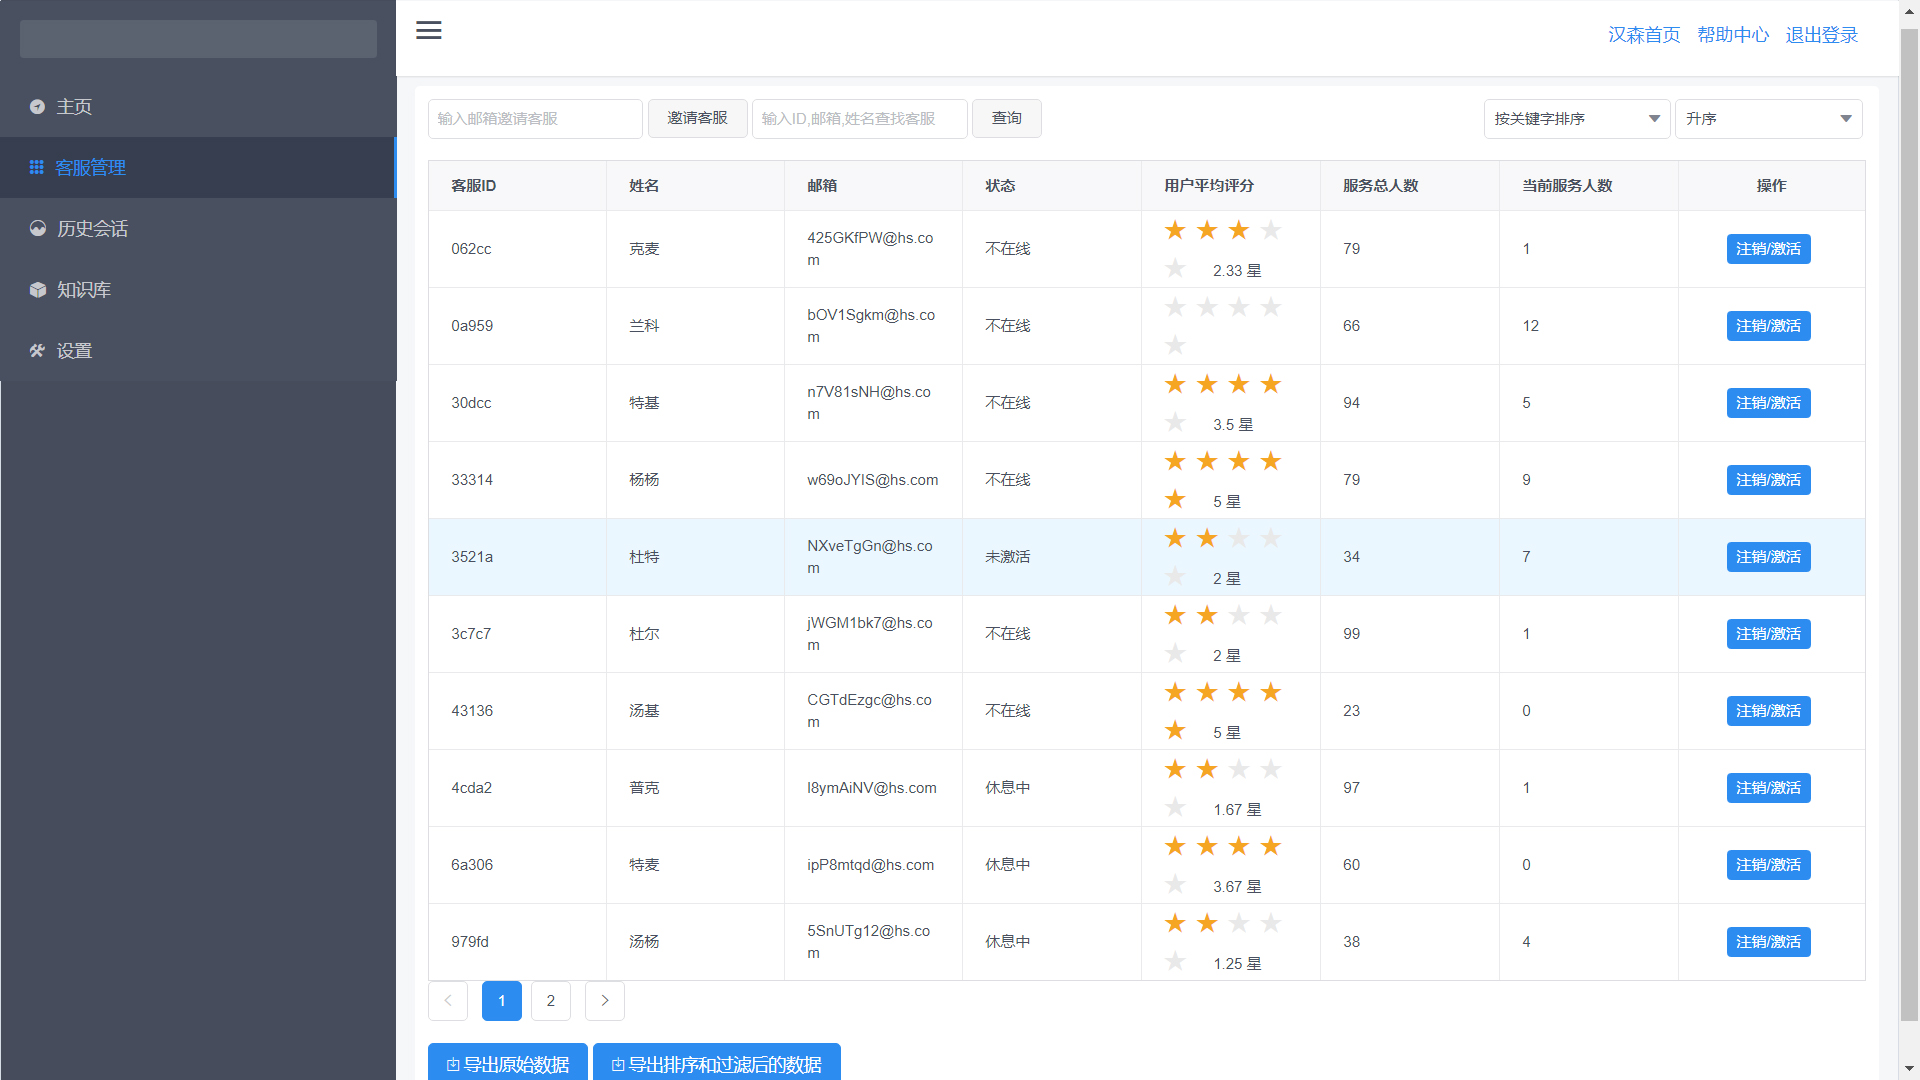 汉森首页 帮助中心 退出登录
主页
客服管理
历史会话
知识库
设置
输入邮箱邀请客服 邀请客服 输入ID,邮箱,姓名查找客服 查询 按关键字排序 升序
客服ID 姓名 邮箱 状态 用户平均评分 服务总人数 当前服务人数 操作
062cc 克麦 425GKfPW@hs.co
m 不在线 2.33 星 79 1 注销/激活
0a959 兰科 bOV1Sgkm@hs.co
m 不在线 66 12 注销/激活
30dcc 特基 n7V81sNH@hs.co
m 不在线 3.5 星 94 5 注销/激活
33314 杨杨 w69oJYIS@hs.com 不在线 5 星 79 9 注销/激活
3521a 杜特 NXveTgGn@hs.co
m 未激活 2 星 34 7 注销/激活
3c7c7 杜尔 jWGM1bk7@hs.co
m 不在线 2 星 99 1 注销/激活
43136 汤基 CGTdEzgc@hs.co
m 不在线 5 星 23 0 注销/激活
4cda2 普克 l8ymAiNV@hs.com 休息中 1.67 星 97 1 注销/激活
6a306 特麦 ipP8mtqd@hs.com 休息中 3.67 星 60 0 注销/激活
979fd 汤杨 5SnUTg12@hs.co
m 休息中 1.25 星 38 4 注销/激活
1 2
导出原始数据 导出排序和过滤后的数据